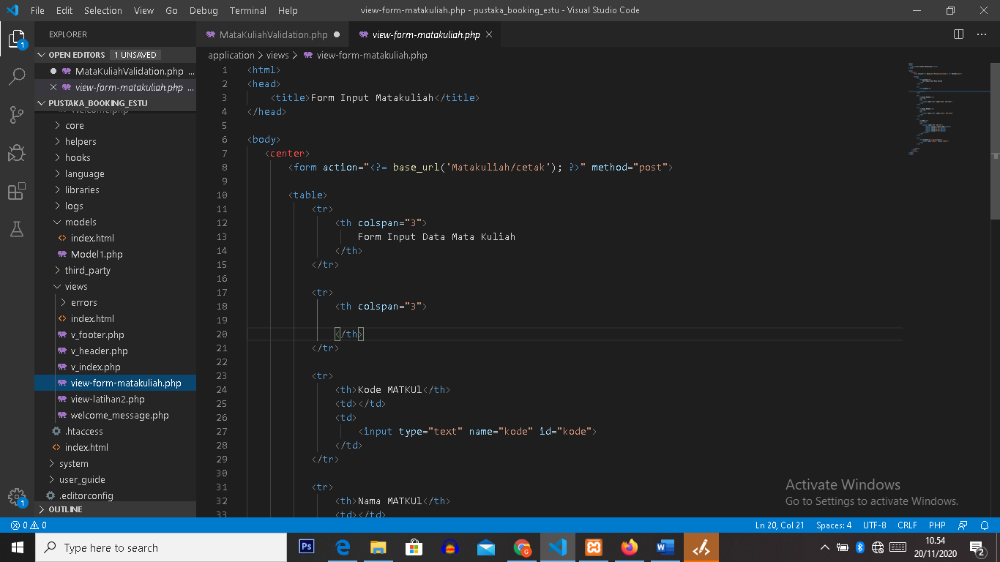 File Edit Selection View Go Debug Terminal Help view-form-matakuliah.php - pustaka_booking_estu - Visual Studio Code
EXPLORER
OPEN EDITORS 1 UNSAVED
MataKuliahValidation.php ...
view-form-matakuliah.php ...
PUSTAKA_BOOKING_ESTU
core
helpers
hooks
language
libraries
logs
models
index.html
Model1.php
third_party
views
errors
index.html
v_footer.php
v_header.php
v_index.php
view-form-matakuliah.php
view-latihan2.php
welcome_message.php
.htaccess
index.html
system
user_guide
.editorconfig
OUTLINE
1
1
MataKuliahValidation.php view-form-matakuliah.php
application > views > view-form-matakuliah.php
1 <html>
2 <head>
3 <title>Form Input Matakuliah</title>
4 </head>
5
6 <body>
7 <center>
8 <form action="<?= base_url('Matakuliah/cetak'); ?>" method="post">
9
10 <table>
11 <tr>
12 <th colspan="3">
13 Form Input Data Mata Kuliah
14 </th>
15 </tr>
16
17 <tr>
18 <th colspan="3">
19
20 </th>
21 </tr>
22
23 <tr>
24 <th>Kode MATKUl</th>
25 <td></td>
26 <td>
27 <input type="text" name="kode" id="kode">
28 </td>
29 </tr>
30
31 <tr>
32 <th>Nama MATKUl</th>
33 <td></td>
Activate Windows
Go to Settings to activate Windows.
0 0 Ln 20, Col 21 Spaces: 4 UTF-8 CRLF PHP
Type here to search
Ps
10.54
20/11/2020
2